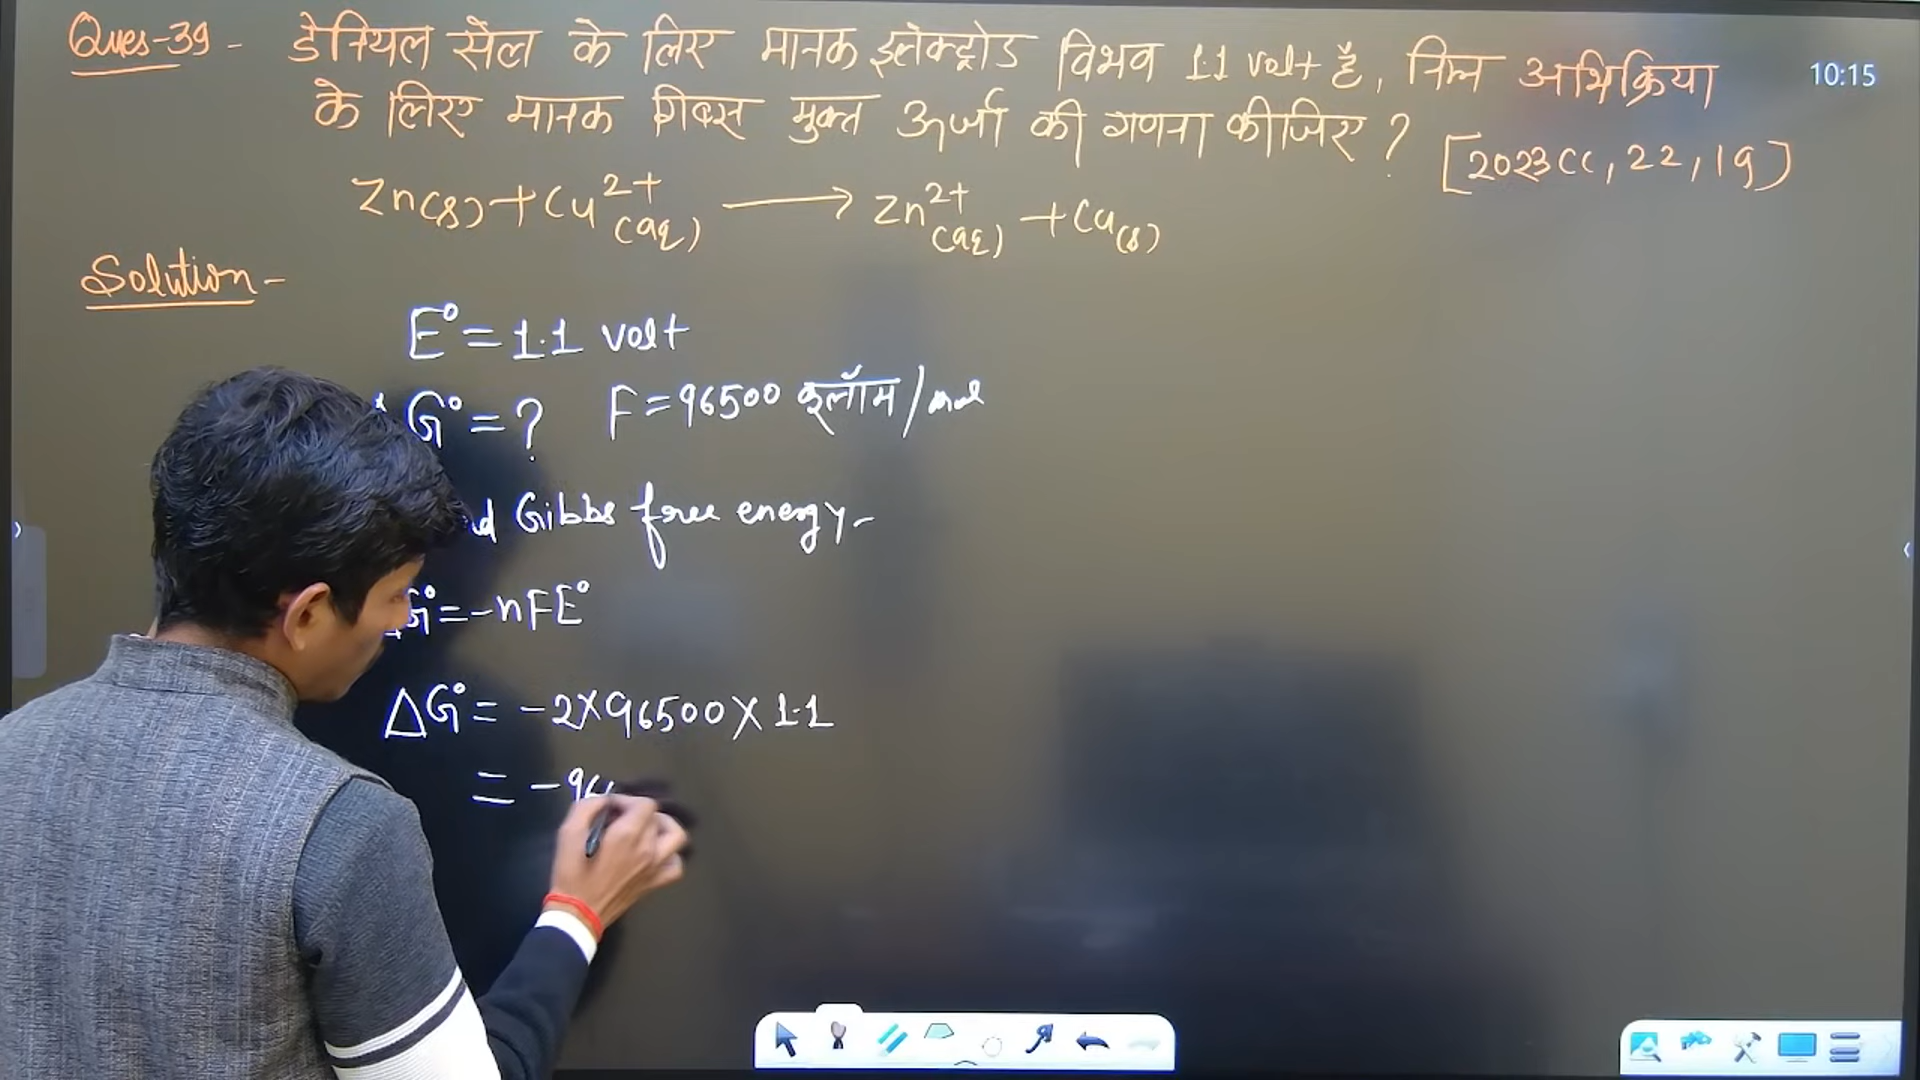 Ques-39 - डेनियल सेल के लिए मानक इलेक्ट्रोड विभव 1.1 volt है, निम्न अभिक्रिया
10:15
के लिए मानक गिब्स मुक्त ऊर्जा की गणना कीजिए ? [2023CC, 22, 19]
Zn(s) + Cu²⁺(aq) ⟶ Zn²⁺(aq) + Cu(s)
Solution -
E° = 1.1 volt
G° = ? F = 96500 कूलॉम / mol
Gibbs free energy -
G° = -nFE°
ΔG° = -2×96500×1.1
= -96